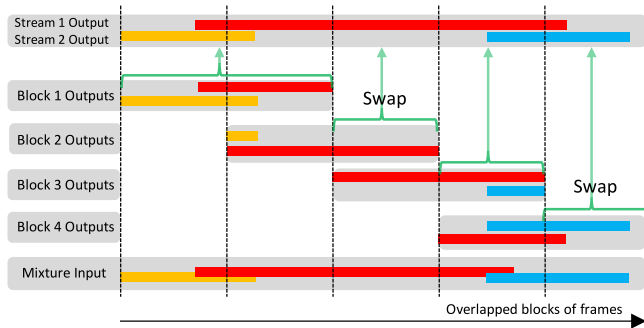 Stream 1 Output
Stream 2 Output
Block 1 Outputs
Swap
Block 2 Outputs
Block 3 Outputs
Swap
Block 4 Outputs
Mixture Input
Overlapped blocks of frames